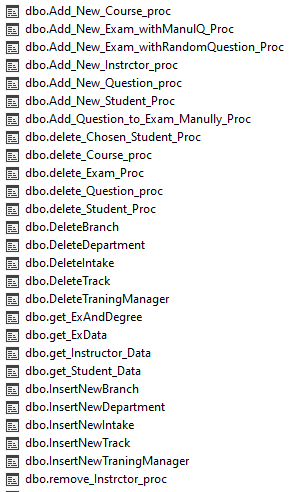 dbo.Add_New_Course_proc
dbo.Add_New_Exam_withManulQ_Proc
dbo.Add_New_Exam_withRandomQuestion_Proc
dbo.Add_New_Instrctor_proc
dbo.Add_New_Question_proc
dbo.Add_New_Student_Proc
dbo.Add_Question_to_Exam_Manully_Proc
dbo.delete_Chosen_Student_Proc
dbo.delete_Course_proc
dbo.delete_Exam_Proc
dbo.delete_Question_proc
dbo.delete_Student_Proc
dbo.DeleteBranch
dbo.DeleteDepartment
dbo.DeleteIntake
dbo.DeleteTrack
dbo.DeleteTraningManager
dbo.get_ExAndDegree
dbo.get_ExData
dbo.get_Instructor_Data
dbo.get_Student_Data
dbo.InsertNewBranch
dbo.InsertNewDepartment
dbo.InsertNewIntake
dbo.InsertNewTrack
dbo.InsertNewTraningManager
dbo.remove_Instrctor_proc